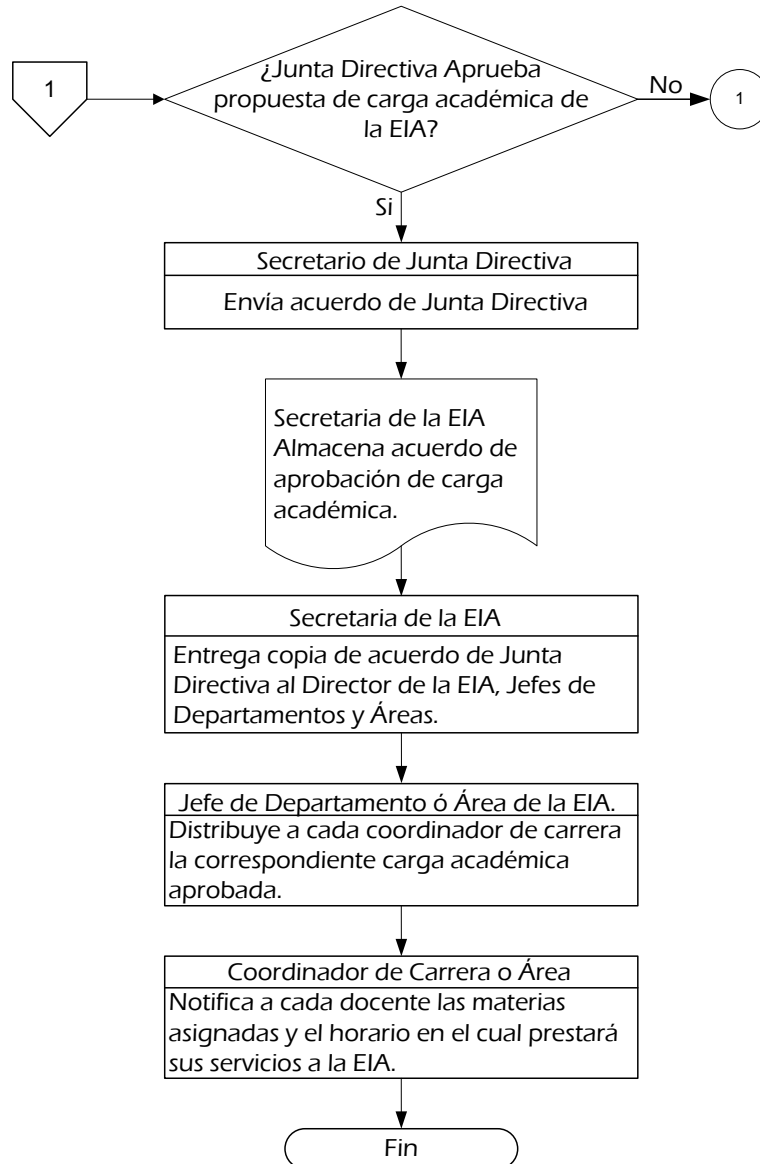 1
¿Junta Directiva Aprueba
propuesta de carga académica de
la EIA?
No
1
Si
Secretario de Junta Directiva
Envía acuerdo de Junta Directiva
Secretaria de la EIA
Almacena acuerdo de
aprobación de carga
académica.
Secretaria de la EIA
Entrega copia de acuerdo de Junta
Directiva al Director de la EIA, Jefes de
Departamentos y Áreas.
Jefe de Departamento ó Área de la EIA.
Distribuye a cada coordinador de carrera
la correspondiente carga académica
aprobada.
Coordinador de Carrera o Área
Notifica a cada docente las materias
asignadas y el horario en el cual prestará
sus servicios a la EIA.
Fin